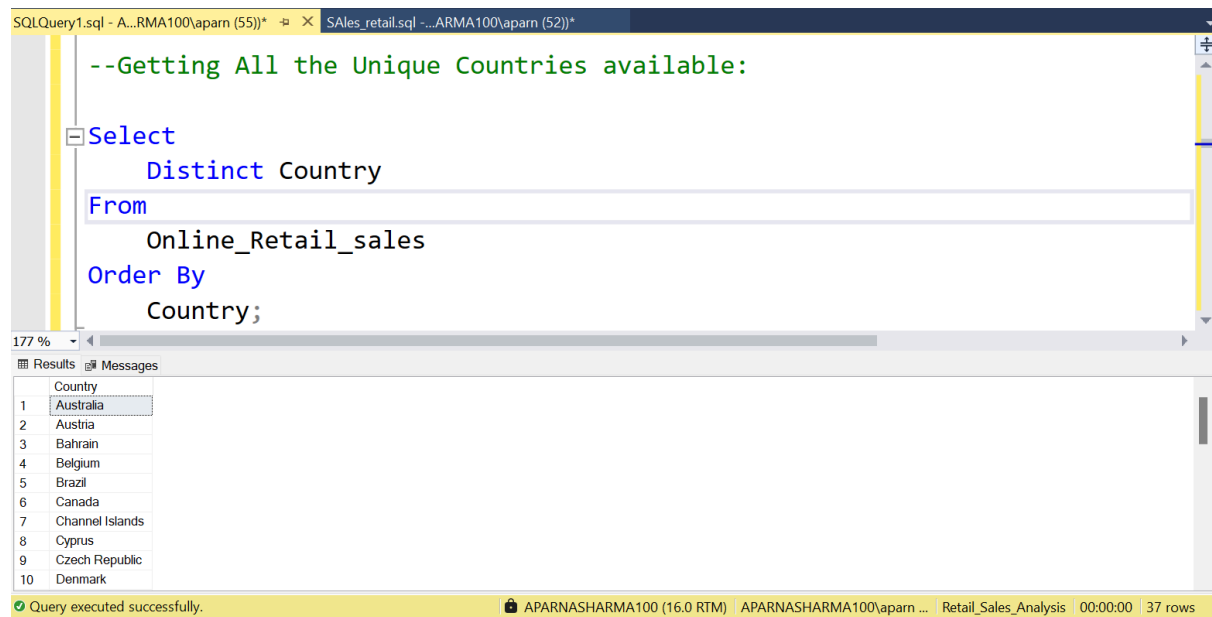 SQLQuery1.sql - A...RMA100\aparn (55))* SAles_retail.sql -...ARMA100\aparn (52))*
--Getting All the Unique Countries available:
Select
Distinct Country
From
Online_Retail_sales
Order By
Country;
177 %
Results Messages
Country
1 Australia
2 Austria
3 Bahrain
4 Belgium
5 Brazil
6 Canada
7 Channel Islands
8 Cyprus
9 Czech Republic
10 Denmark
Query executed successfully. APARNASHARMA100 (16.0 RTM) APARNASHARMA100\aparn ... Retail_Sales_Analysis 00:00:00 37 rows